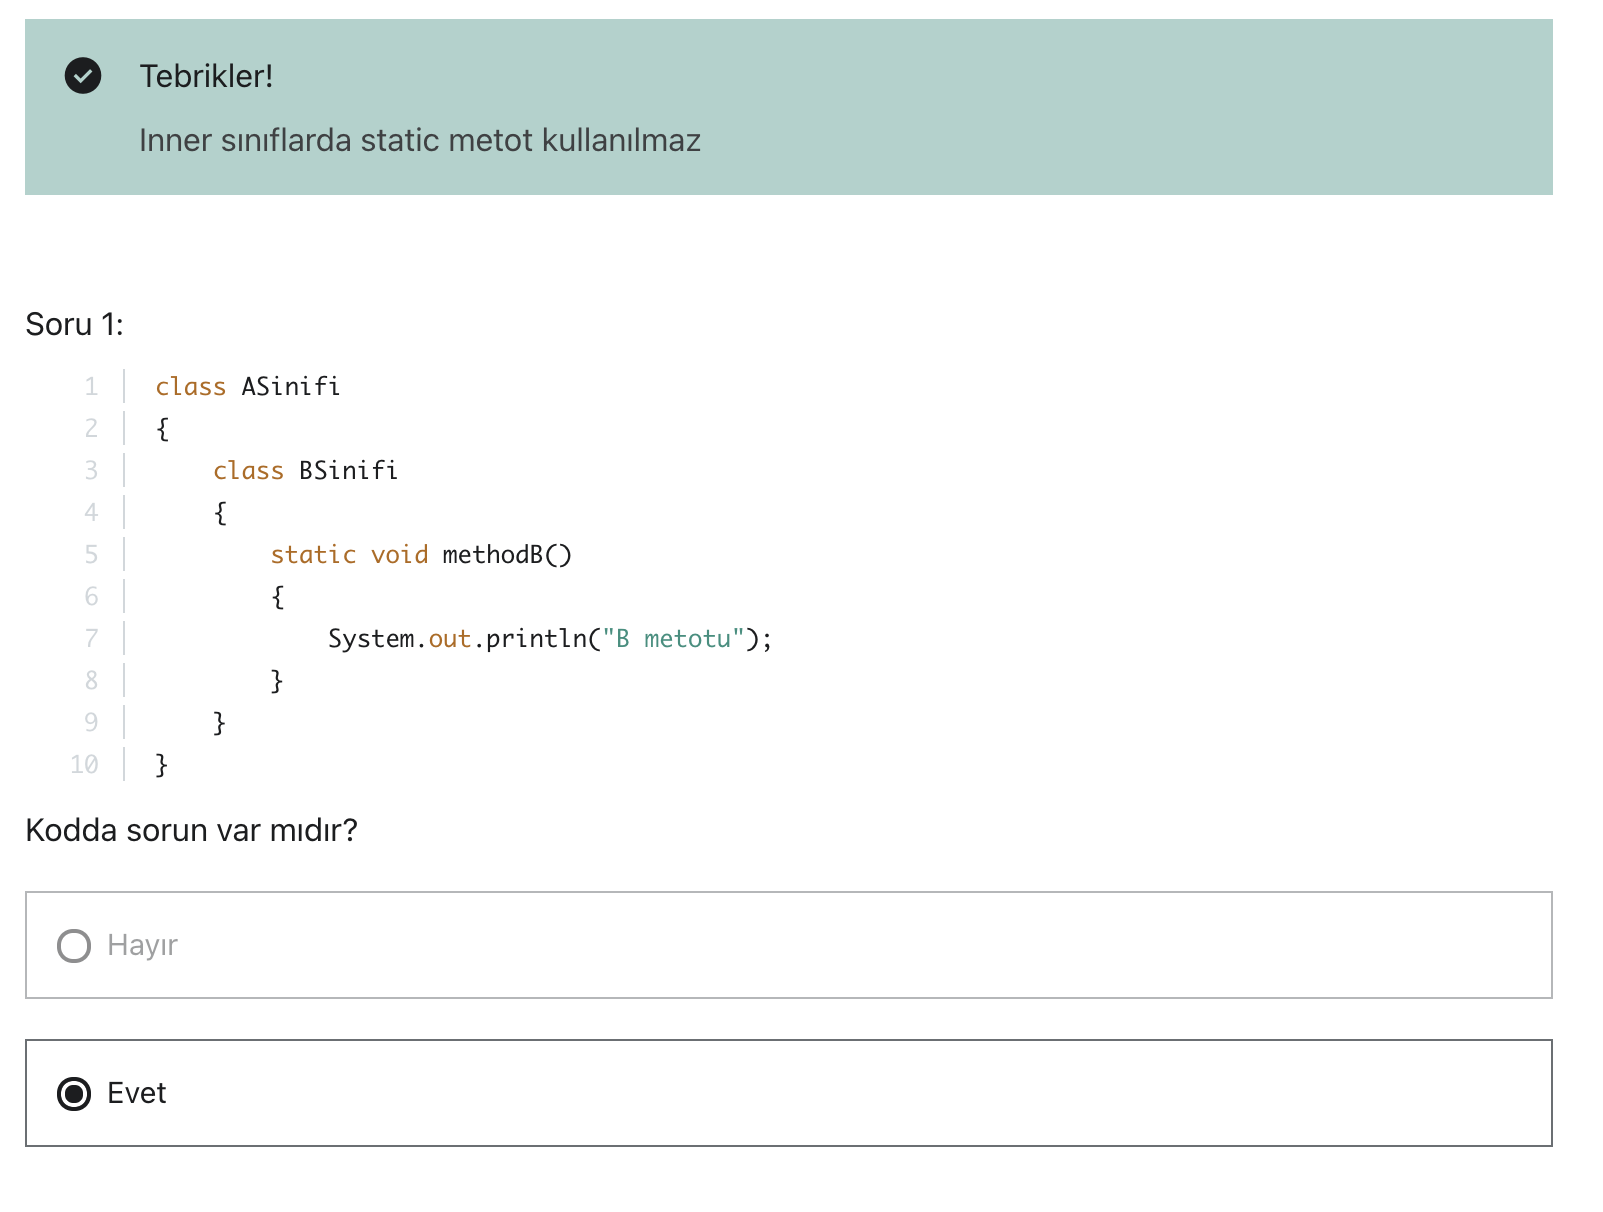 Tebrikler!
Inner sınıflarda static metot kullanılmaz
Soru 1:
1 class ASinifi
2 {
3     class BSinifi
4     {
5         static void methodB()
6         {
7             System.out.println("B metotu");
8         }
9     }
10 }
Kodda sorun var mıdır?
Hayır
Evet